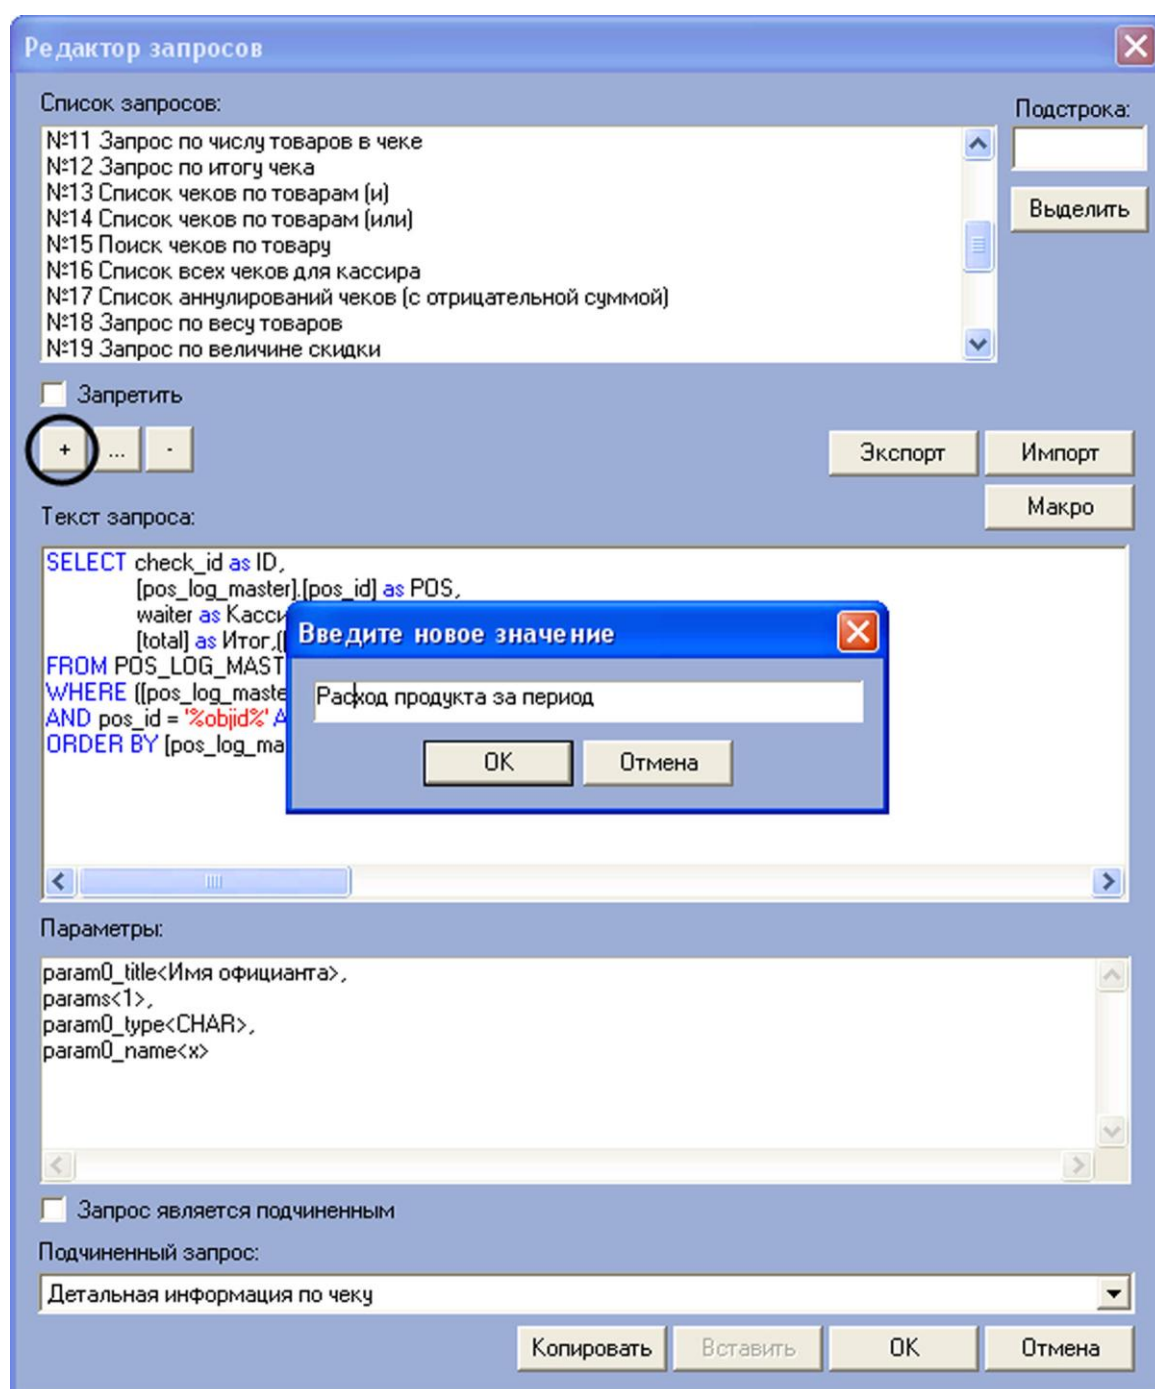 Редактор запросов
Список запросов:
Подстрока:
№11 Запрос по числу товаров в чеке
№12 Запрос по итогу чека
№13 Список чеков по товарам (и)
№14 Список чеков по товарам (или)
№15 Поиск чеков по товару
№16 Список всех чеков для кассира
№17 Список аннулирований чеков (с отрицательной суммой)
№18 Запрос по весу товаров
№19 Запрос по величине скидки
Выделить
Запретить
+ ... -
Экспорт Импорт
Макро
Текст запроса:
SELECT check_id as ID,
[pos_log_master].[pos_id] as POS,
waiter as
[total] as Итог,
FROM
WHERE
AND pos_id = '%objid%'
ORDER BY
Введите новое значение
Расход продукта за период
OK Отмена
Параметры:
param0_title<Имя официанта>,
params<1>,
param0_type<CHAR>,
param0_name<x>
Запрос является подчиненным
Подчиненный запрос:
Детальная информация по чеку
Копировать Вставить OK Отмена